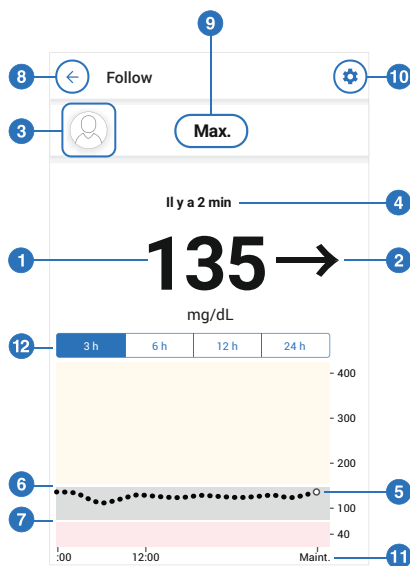 9
8 Follow 10
3 Max.
Il y a 2 min 4
1 135 2
mg/dL
12 3 h 6 h 12 h 24 h
400
300
200
6 5
100
7
40
:00 12:00 Maint. 11